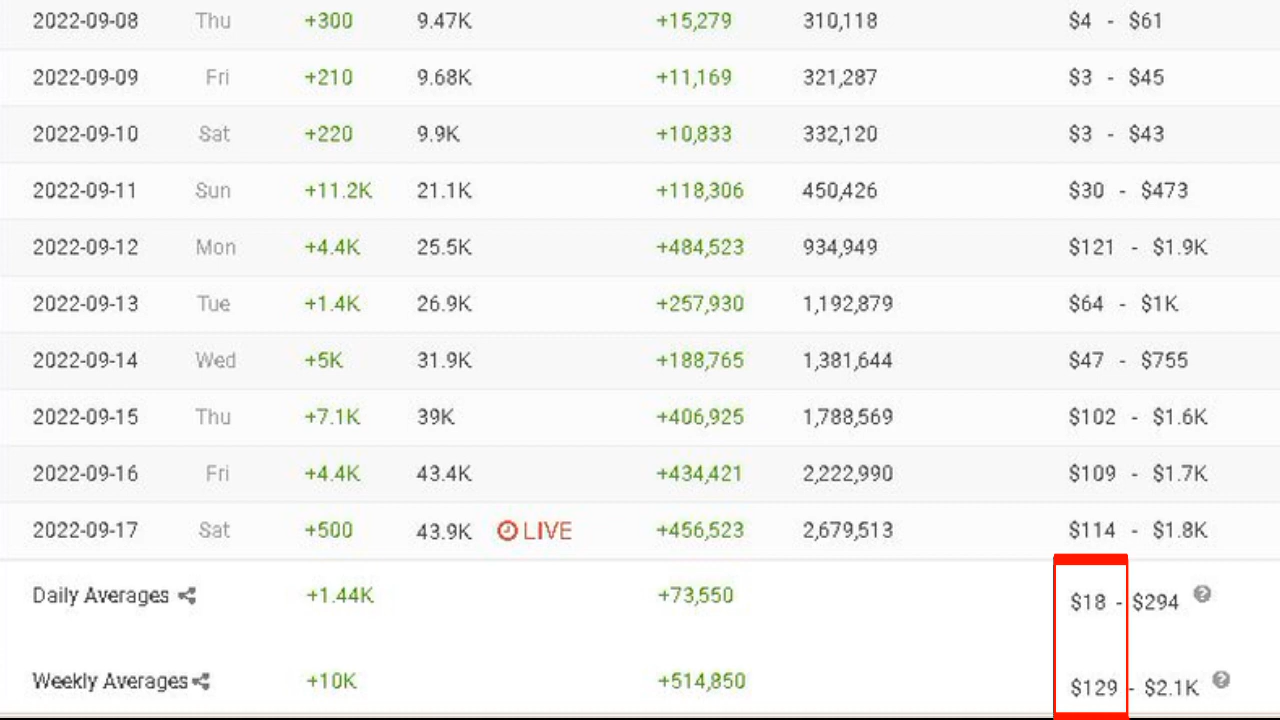 2022-09-08 Thu +300 9.47K +15,279 310,118 $4 - $61
2022-09-09 Fri +210 9.68K +11,169 321,287 $3 - $45
2022-09-10 Sat +220 9.9K +10,833 332,120 $3 - $43
2022-09-11 Sun +11.2K 21.1K +118,306 450,426 $30 - $473
2022-09-12 Mon +4.4K 25.5K +484,523 934,949 $121 - $1.9K
2022-09-13 Tue +1.4K 26.9K +257,930 1,192,879 $64 - $1K
2022-09-14 Wed +5K 31.9K +188,765 1,381,644 $47 - $755
2022-09-15 Thu +7.1K 39K +406,925 1,788,569 $102 - $1.6K
2022-09-16 Fri +4.4K 43.4K +434,421 2,222,990 $109 - $1.7K
2022-09-17 Sat +500 43.9K LIVE +456,523 2,679,513 $114 - $1.8K
Daily Averages +1.44K +73,550 $18 - $294 ?
Weekly Averages +10K +514,850 $129 - $2.1K ?